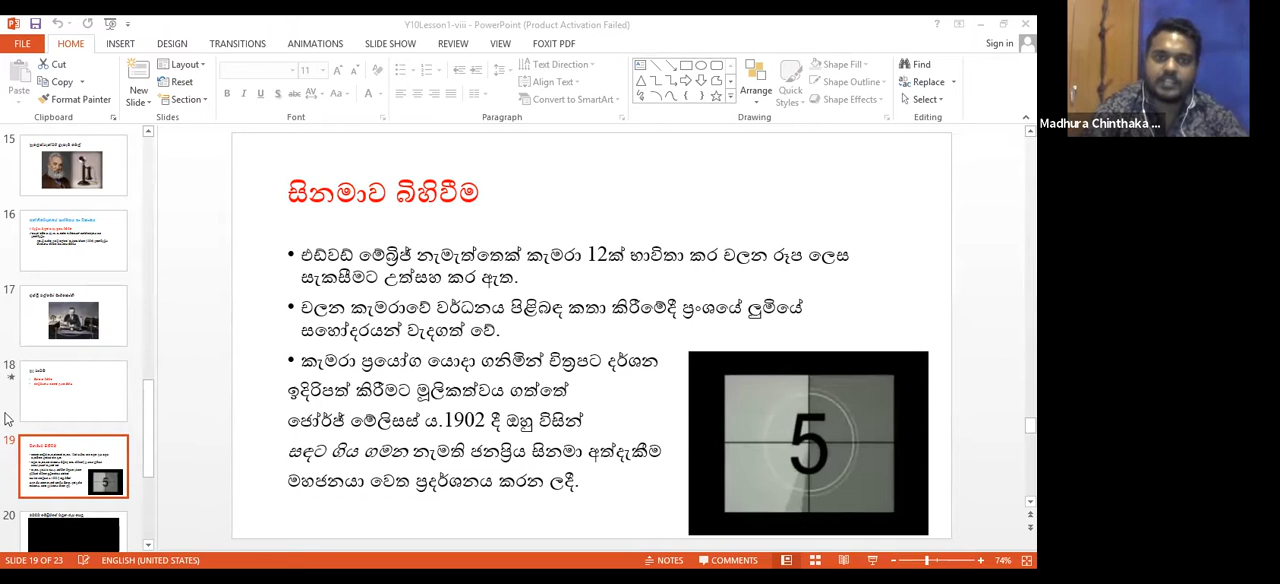 Y10Lesson1-viii - PowerPoint (Product Activation Failed)
FILE HOME INSERT DESIGN TRANSITIONS ANIMATIONS SLIDE SHOW REVIEW VIEW FOXIT PDF Sign in
Cut Layout Text Direction Shape Fill Find
Copy Reset 11 Align Text Shape Outline Replace
Paste Format Painter New Slide Section Convert to SmartArt Arrange Quick Styles Shape Effects Select
Clipboard Slides Font Paragraph Drawing Editing
Madhura Chinthaka ...
15
16
17
18
19
20
සිනමාව බිහිවීම
• එඩ්වඩ් මේබ්‍රිජ් නැමැත්තෙක් කැමරා 12ක් භාවිතා කර චලන රූප ලෙස
සැකසීමට උත්සහ කර ඇත.
• චලන කැමරාවේ වර්ධනය පිළිබඳ කතා කිරීමේදී ප්‍රංශයේ ලුමියේ
සහෝදරයන් වැදගත් වේ.
• කැමරා ප්‍රයෝග යොදා ගනිමින් චිත්‍රපට දර්ශන
ඉදිරිපත් කිරීමට මූලිකත්වය ගත්තේ
ජෝර්ජ් මේලිසස් ය.1902 දී ඔහු විසින්
සඳට ගිය ගමන නැමති ජනප්‍රිය සිනමා අත්දැකීම
මහජනයා වෙත ප්‍රදර්ශනය කරන ලදී.
5
SLIDE 19 OF 23 ENGLISH (UNITED STATES) NOTES COMMENTS 74%